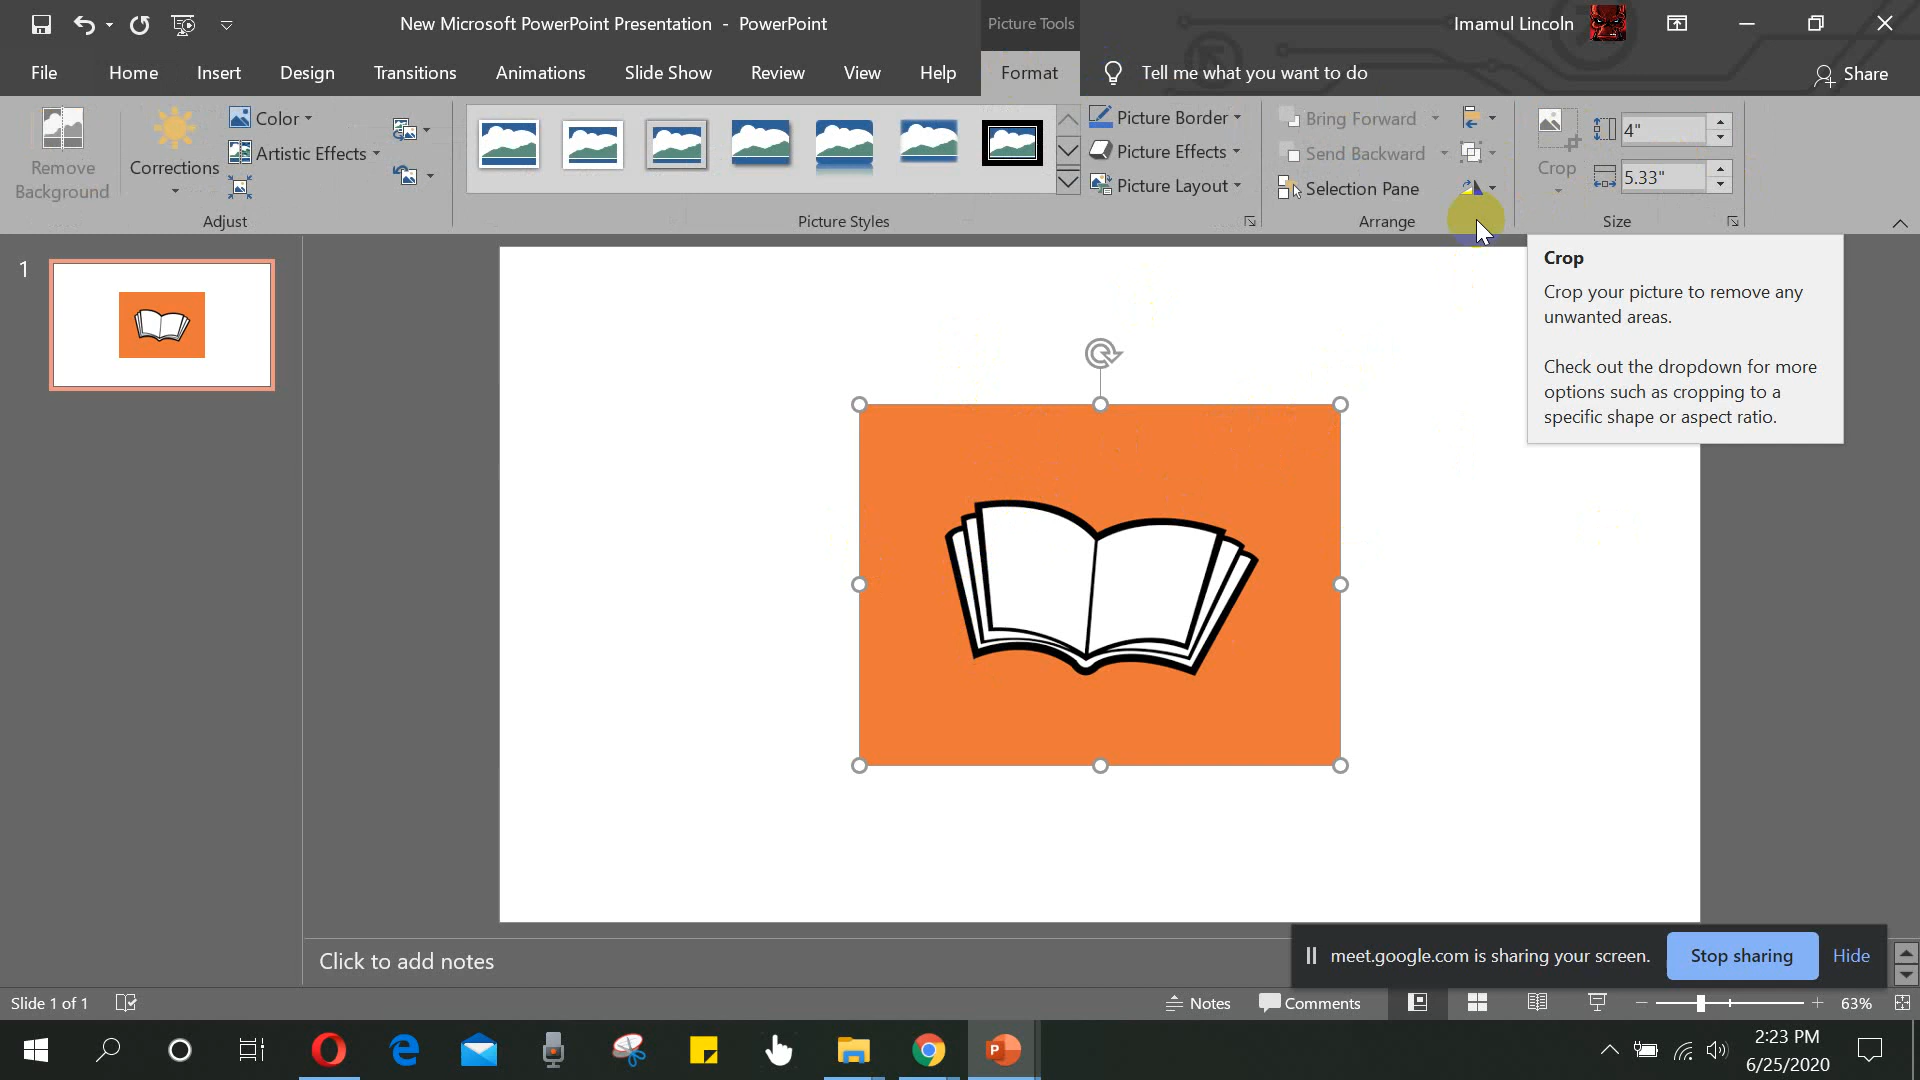 New Microsoft PowerPoint Presentation - PowerPoint
Picture Tools
Imamul Lincoln
File Home Insert Design Transitions Animations Slide Show Review View Help Format Tell me what you want to do Share
Remove Background
Corrections
Color
Artistic Effects
Adjust
Picture Styles
Picture Border
Picture Effects
Picture Layout
Bring Forward
Send Backward
Selection Pane
Arrange
Crop
4"
5.33"
Size
1
Crop
Crop your picture to remove any
unwanted areas.
Check out the dropdown for more
options such as cropping to a
specific shape or aspect ratio.
Click to add notes
meet.google.com is sharing your screen. Stop sharing Hide
Slide 1 of 1 Notes Comments 63%
2:23 PM
6/25/2020